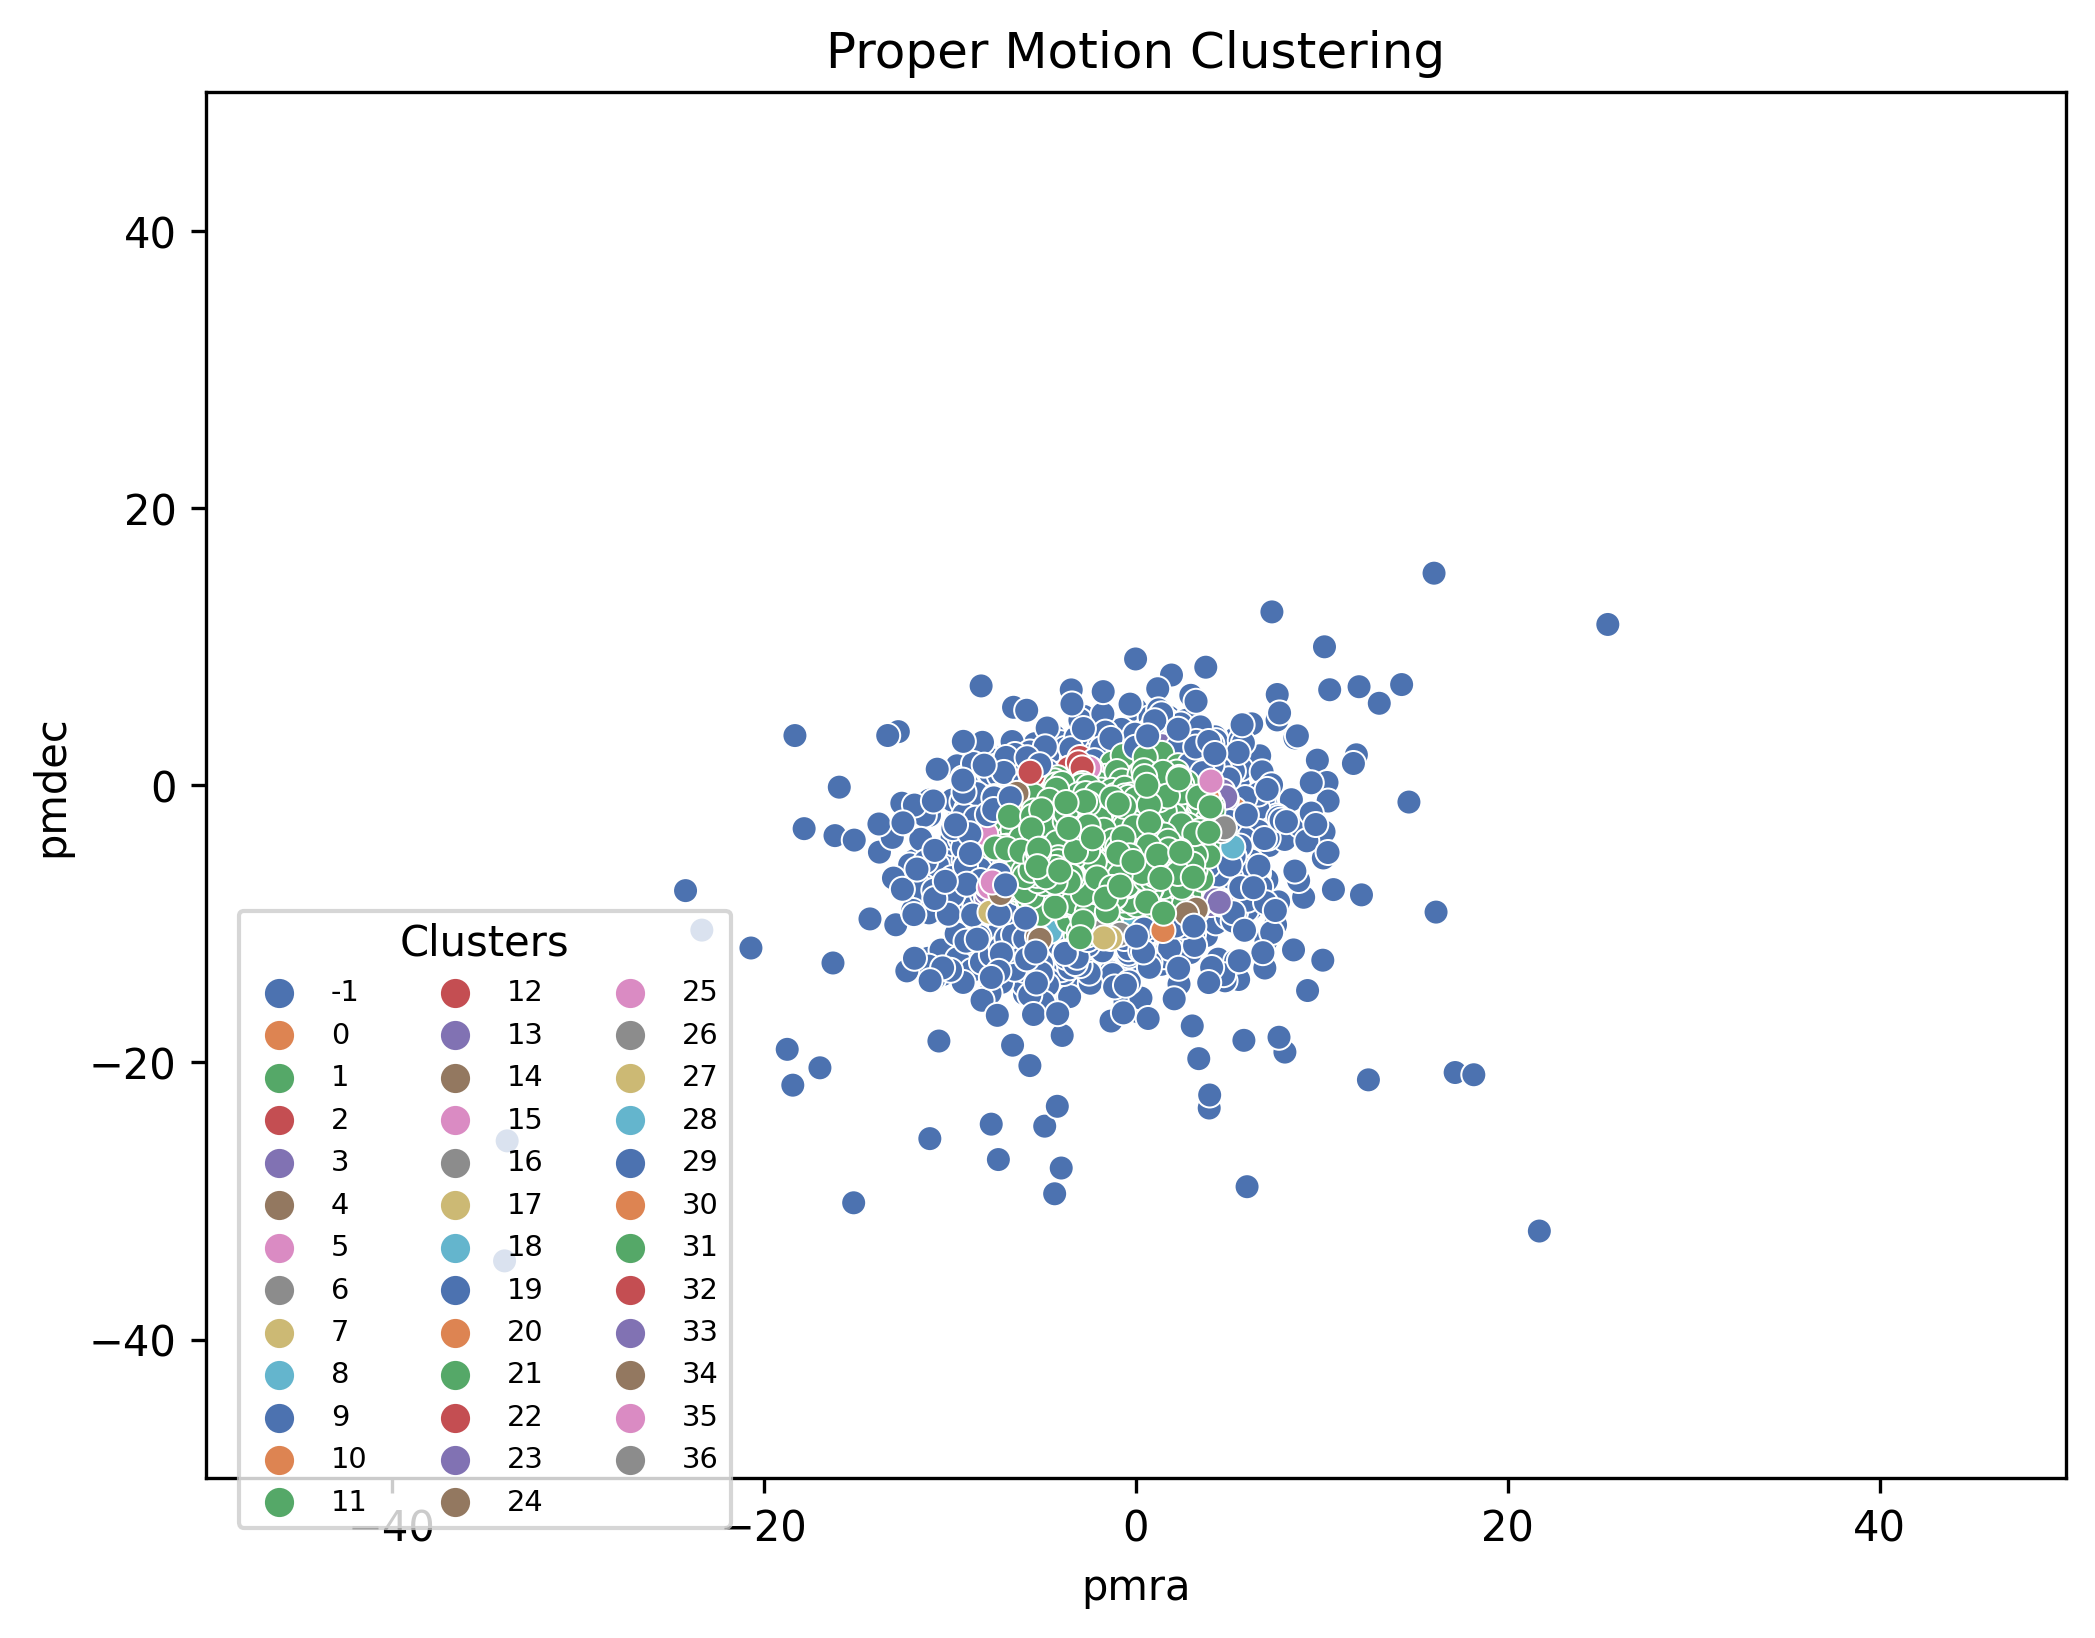 Proper Motion Clustering
pmdec
40
20
0
−20
−40
Clusters
-1 12 25
0 13 26
1 14 27
2 15 28
3 16 29
4 17 30
5 18 31
6 19 32
7 20 33
8 21 34
9 22 35
10 23 36
11 24
−40 −20 0 20 40
pmra